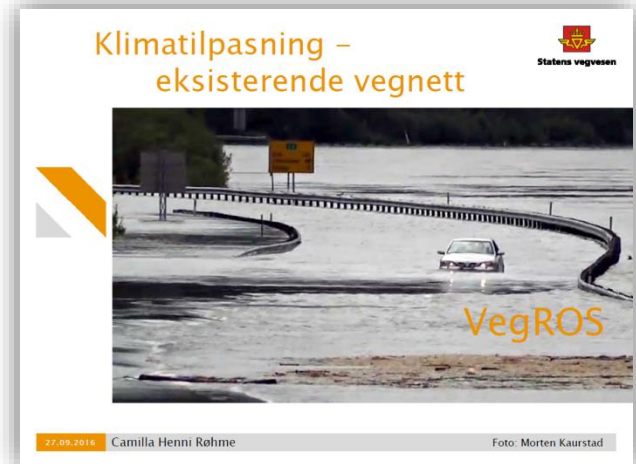 Klimatilpasning –
eksisterende vegnett
Statens vegvesen
VegROS
27.09.2016
Camilla Henni Røhme
Foto: Morten Kaurstad